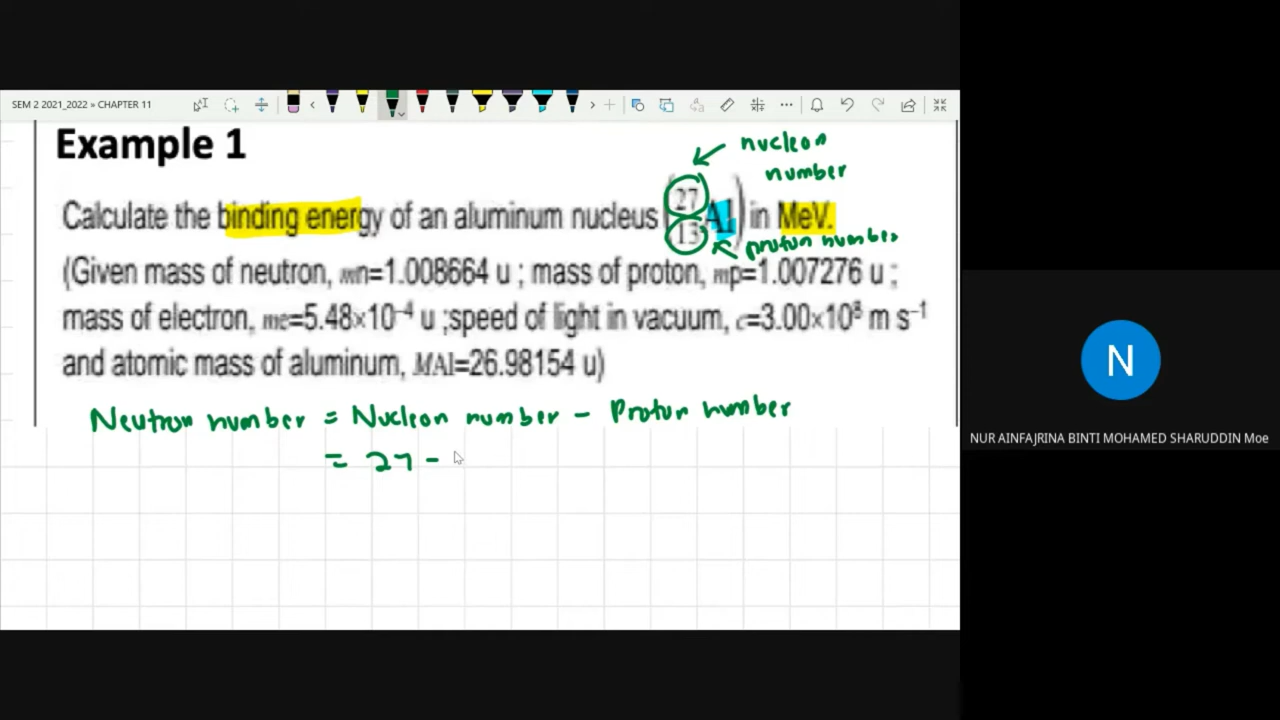 SEM 2 2021_2022 » CHAPTER 11
Example 1
nucleon
number
Calculate the binding energy of an aluminum nucleus (27 13 Al) in MeV.
proton number
(Given mass of neutron, mn=1.008664 u ; mass of proton, mp=1.007276 u ;
mass of electron, me=5.48×10⁻⁴ u ;speed of light in vacuum, c=3.00×10⁸ m s⁻¹
and atomic mass of aluminum, MAl=26.98154 u)
Neutron number = Nucleon number - Proton number
= 27 -
N
NUR AINFAJRINA BINTI MOHAMED SHARUDDIN Moe